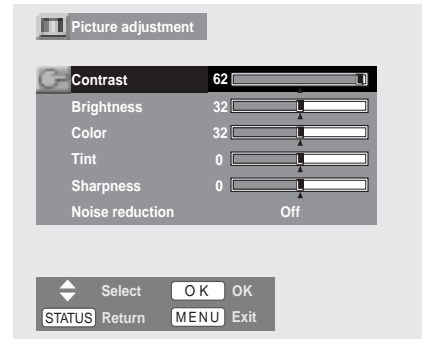 Picture adjustment
Contrast 62
Brightness 32
Color 32
Tint 0
Sharpness 0
Noise reduction Off
Select OK OK
STATUS Return MENU Exit